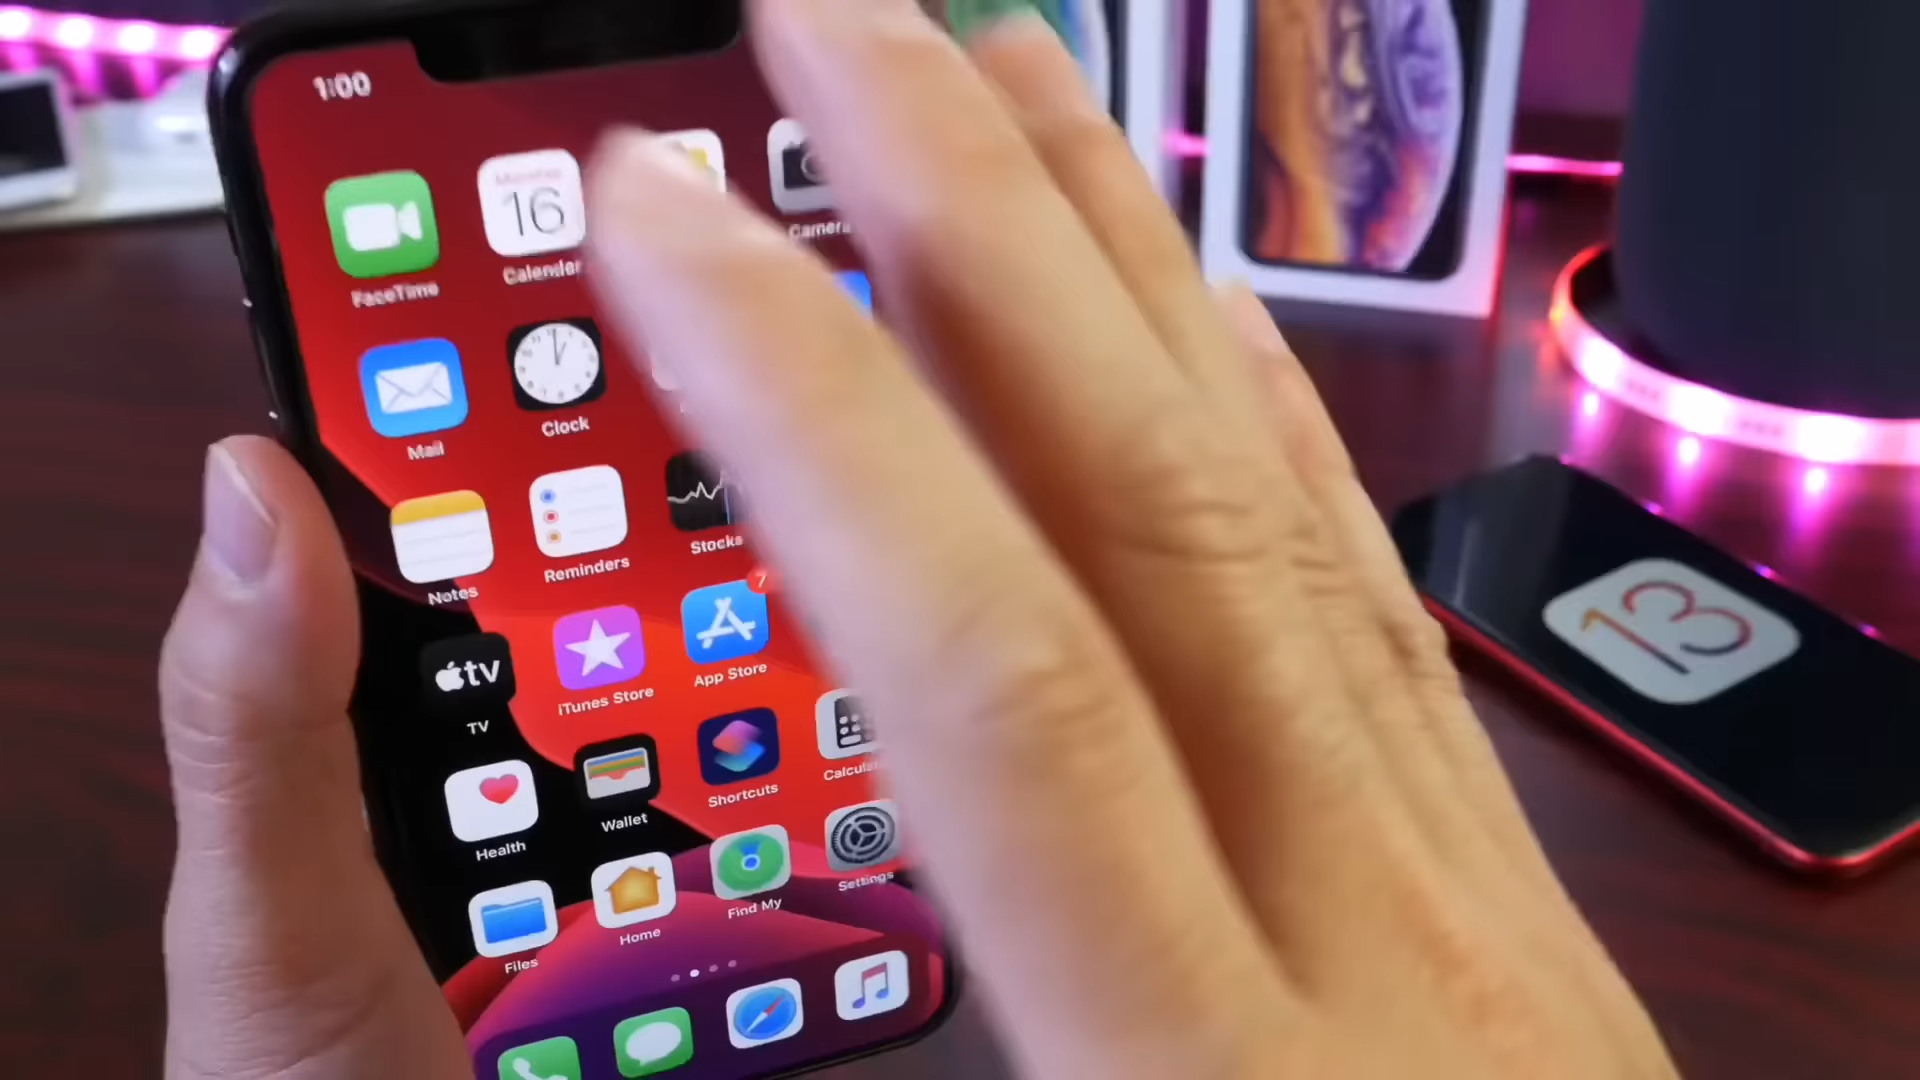 1:00
16
FaceTime
Calendar
Camera
Mail
Clock
Notes
Reminders
Stocks
7
tv
TV
iTunes Store
App Store
Health
Wallet
Shortcuts
Files
Home
Find My
Settings
13